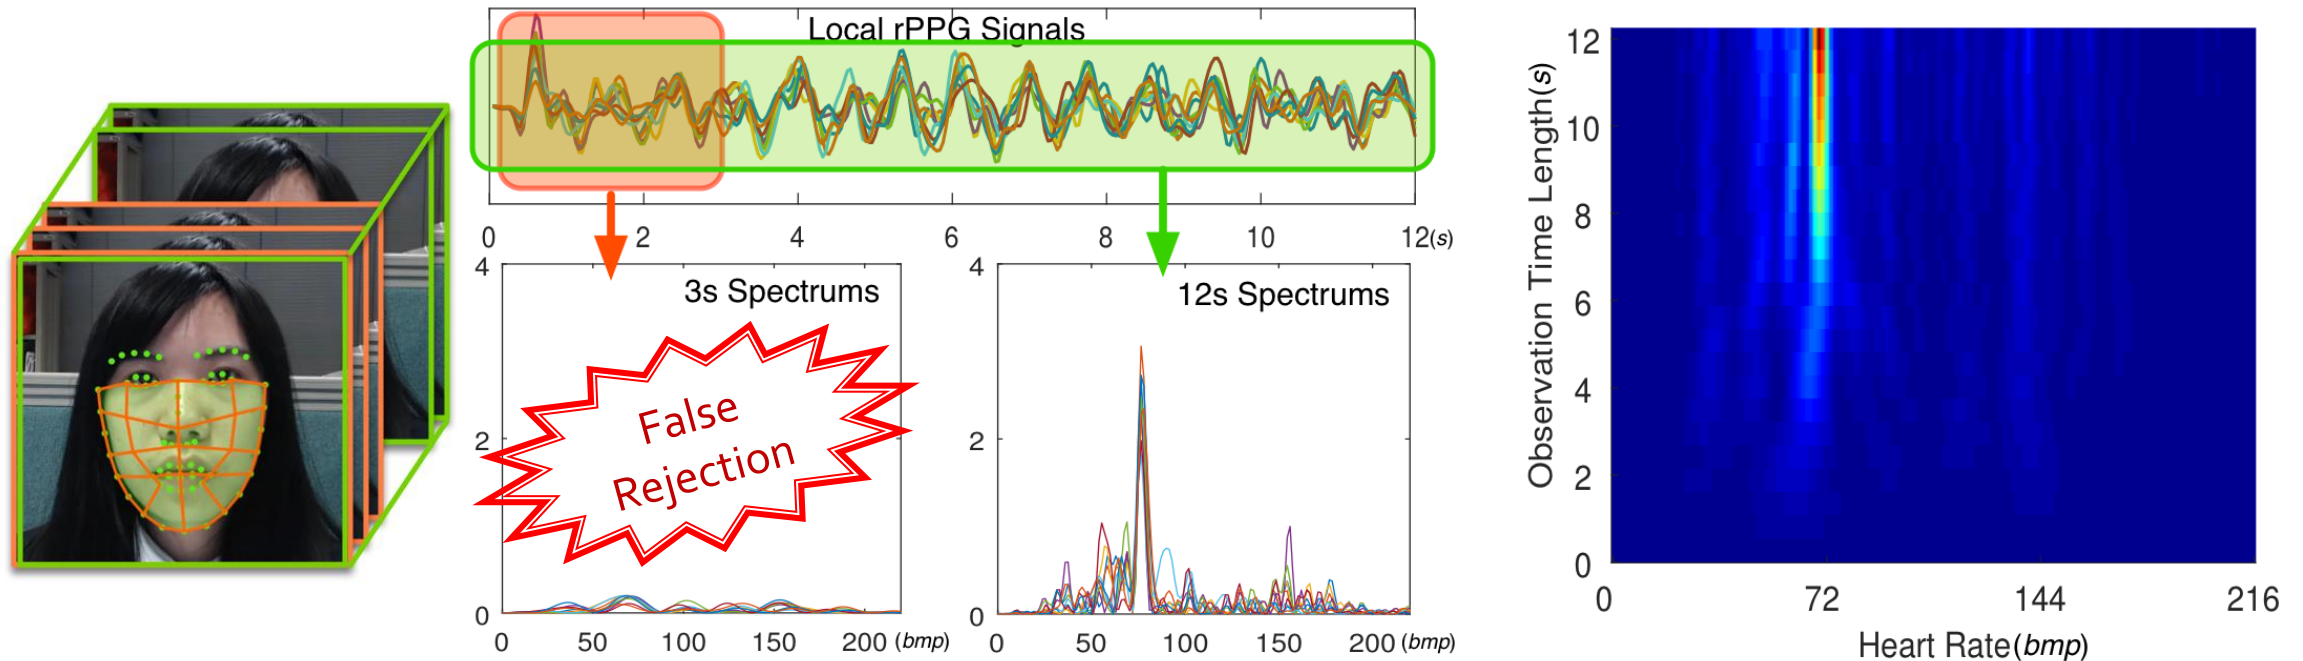 Local rPPG Signals
0 2 4 6 8 10 12(s)
4
2
0
3s Spectrums
False
Rejection
0 50 100 150 200 (bmp)
4
2
0
12s Spectrums
0 50 100 150 200 (bmp)
Observation Time Length(s)
12
10
8
6
4
2
0
0 72 144 216
Heart Rate(bmp)